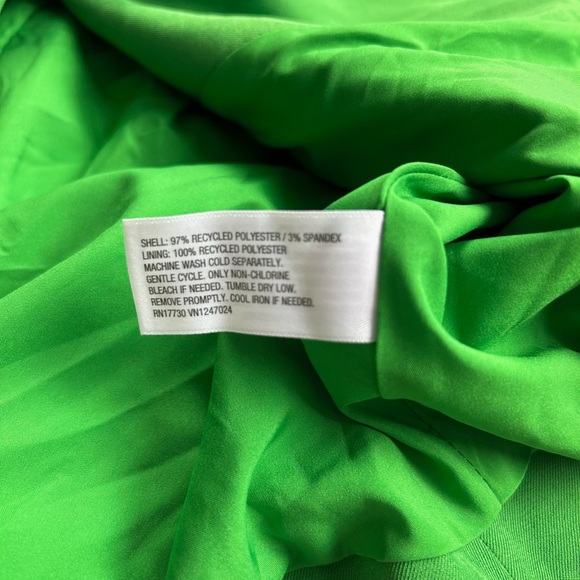 SHELL: 97% RECYCLED POLYESTER / 3% SPANDEX
LINING: 100% RECYCLED POLYESTER
MACHINE WASH COLD SEPARATELY.
GENTLE CYCLE. ONLY NON-CHLORINE
BLEACH IF NEEDED. TUMBLE DRY LOW.
REMOVE PROMPTLY. COOL IRON IF NEEDED.
RN17730 VN1247024